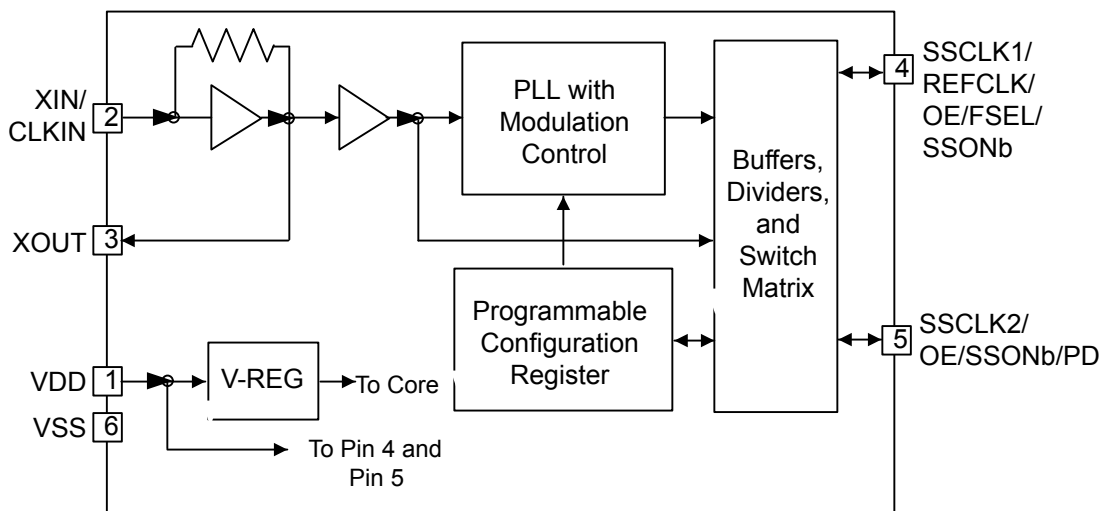 XIN/
CLKIN
2
XOUT
3
VDD
1
VSS
6
V-REG
To Core
To Pin 4 and
Pin 5
PLL with
Modulation
Control
Programmable
Configuration
Register
Buffers,
Dividers,
and
Switch
Matrix
4
SSCLK1/
REFCLK/
OE/FSEL/
SSONb
5
SSCLK2/
OE/SSONb/PD